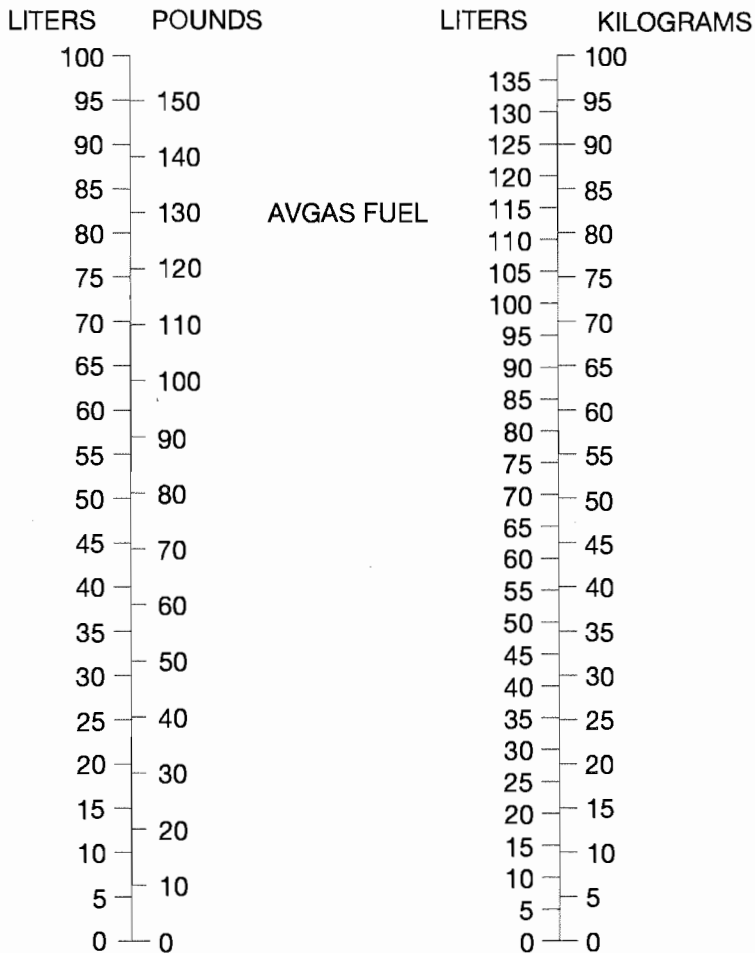 LITERS POUNDS LITERS KILOGRAMS
100 100
95 150 135 95
90 140 130 90
85 125
80 130 AVGAS FUEL 120 85
75 120 115 80
70 110 110 75
65 100 105 70
60 90 100 65
55 80 95 60
50 70 90 55
45 60 85 50
40 50 80 45
35 40 75 40
30 30 70 35
25 20 65 30
20 10 60 25
15 0 55 20
10 50 15
5 45 10
0 40 5
35 0
30
25
20
15
10
5
0